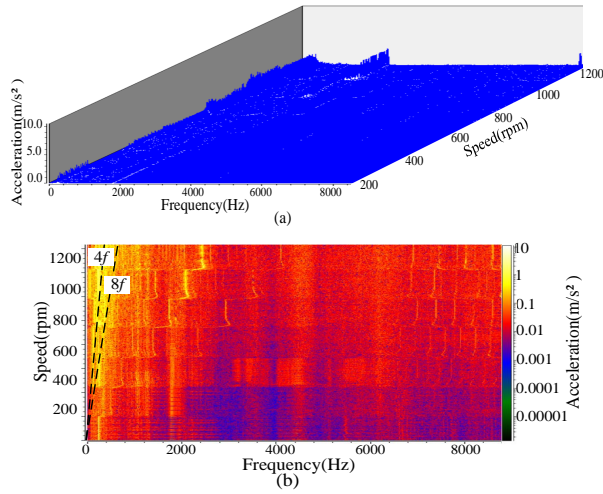 Acceleration(m/s²)
10.0
5.0
0.0
0 2000 4000 6000 8000
Frequency(Hz)
200 400 600 800 1000 1200
Speed(rpm)
(a)
Speed(rpm)
1200
1000
800
600
400
200
4f
8f
0 2000 4000 6000 8000
Frequency(Hz)
10
1
0.1
0.01
0.001
0.0001
0.00001
Acceleration(m/s²)
(b)